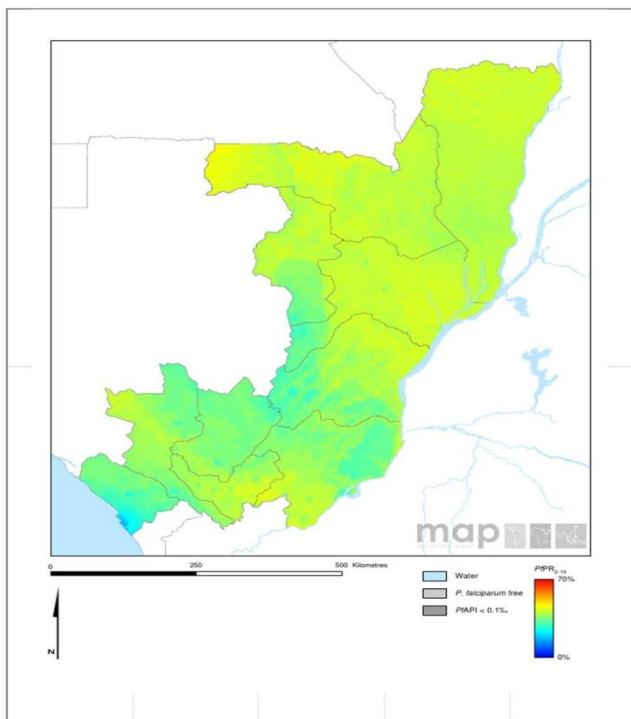 map
0
250
500 Kilometres
Water
P. falciparum free
PfAPI < 0.1‰
PfPR2-10
70%
0%
N